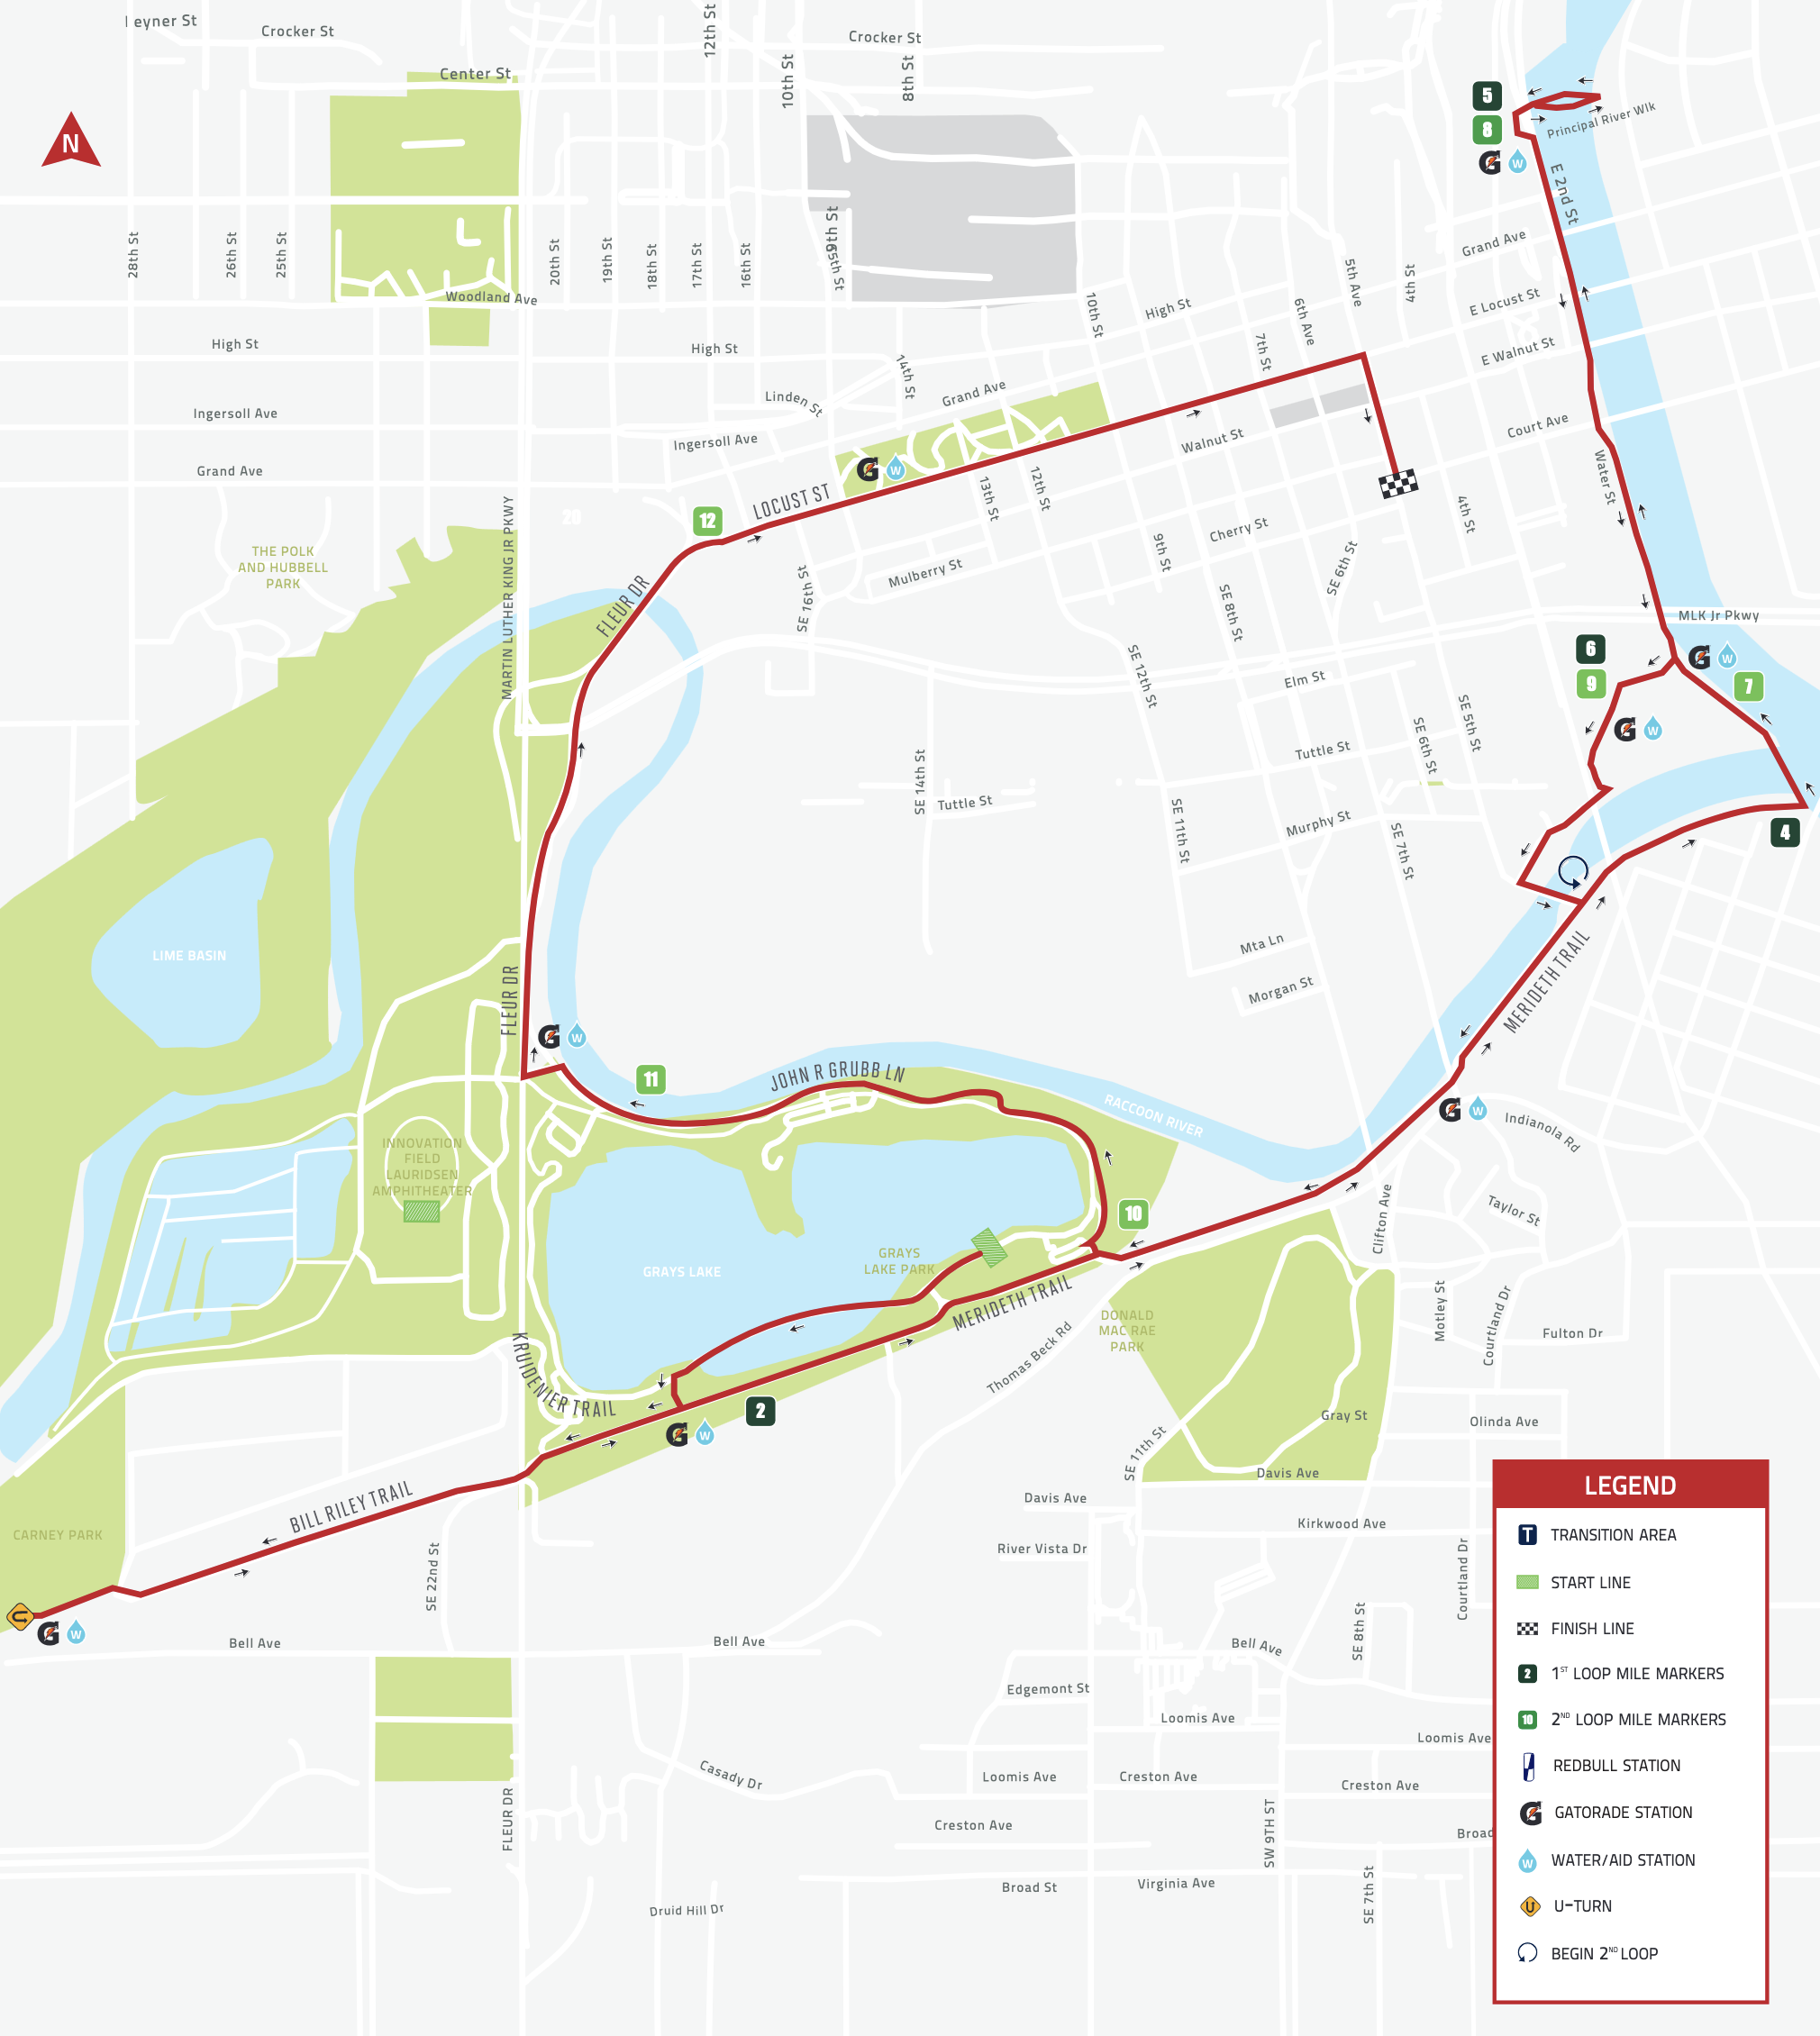 eyner St
Crocker St
Center St
12th St
10th St
Crocker St
8th St
N
5
8
G W
Principal River Wlk
E 2nd St
28th St
26th St
25th St
Woodland Ave
20th St
19th St
18th St
17th St
16th St
9th St
15th St
10th St
High St
7th St
6th Ave
5th Ave
4th St
Grand Ave
E Locust St
E Walnut St
High St
High St
14th St
Linden St
Grand Ave
Ingersoll Ave
Ingersoll Ave
Grand Ave
G W
Walnut St
Court Ave
Water St
LOCUST ST
12
20
13th St
12th St
9th St
Cherry St
4th St
THE POLK
AND HUBBELL
PARK
MARTIN LUTHER KING JR PKWY
FLEUR DR
SE 16th St
Mulberry St
SE 8th St
SE 6th St
MLK Jr Pkwy
6
9
G W
7
G W
SE 12th St
Elm St
Tuttle St
SE 6th St
SE 5th St
SE 14th St
Tuttle St
SE 11th St
Murphy St
SE 7th St
4
LIME BASIN
FLEUR DR
Mta Ln
Morgan St
MERIDETH TRAIL
G W
11
JOHN R GRUBB LN
RACCOON RIVER
G W
Indianola Rd
INNOVATION
FIELD
LAURIDSEN
AMPHITHEATER
GRAYS LAKE
GRAYS
LAKE PARK
10
Clifton Ave
Taylor St
MERIDETH TRAIL
DONALD
MAC RAE
PARK
Thomas Beck Rd
Motley St
Courtland Dr
Fulton Dr
KRUIDENIER TRAIL
2
G W
SE 11th St
Gray St
Olinda Ave
Davis Ave
Davis Ave
BILL RILEY TRAIL
CARNEY PARK
G W
SE 22nd St
River Vista Dr
Kirkwood Ave
Courtland Dr
Bell Ave
Bell Ave
Bell Ave
SE 8th St
Edgemont St
Loomis Ave
Loomis Ave
Loomis Ave
Creston Ave
Creston Ave
Casady Dr
FLEUR DR
Creston Ave
SW 9TH ST
Broad
Broad St
Virginia Ave
SE 7th St
Druid Hill Dr
LEGEND
T TRANSITION AREA
START LINE
FINISH LINE
2 1ST LOOP MILE MARKERS
10 2ND LOOP MILE MARKERS
REDBULL STATION
G GATORADE STATION
W WATER/AID STATION
U-TURN
BEGIN 2ND LOOP